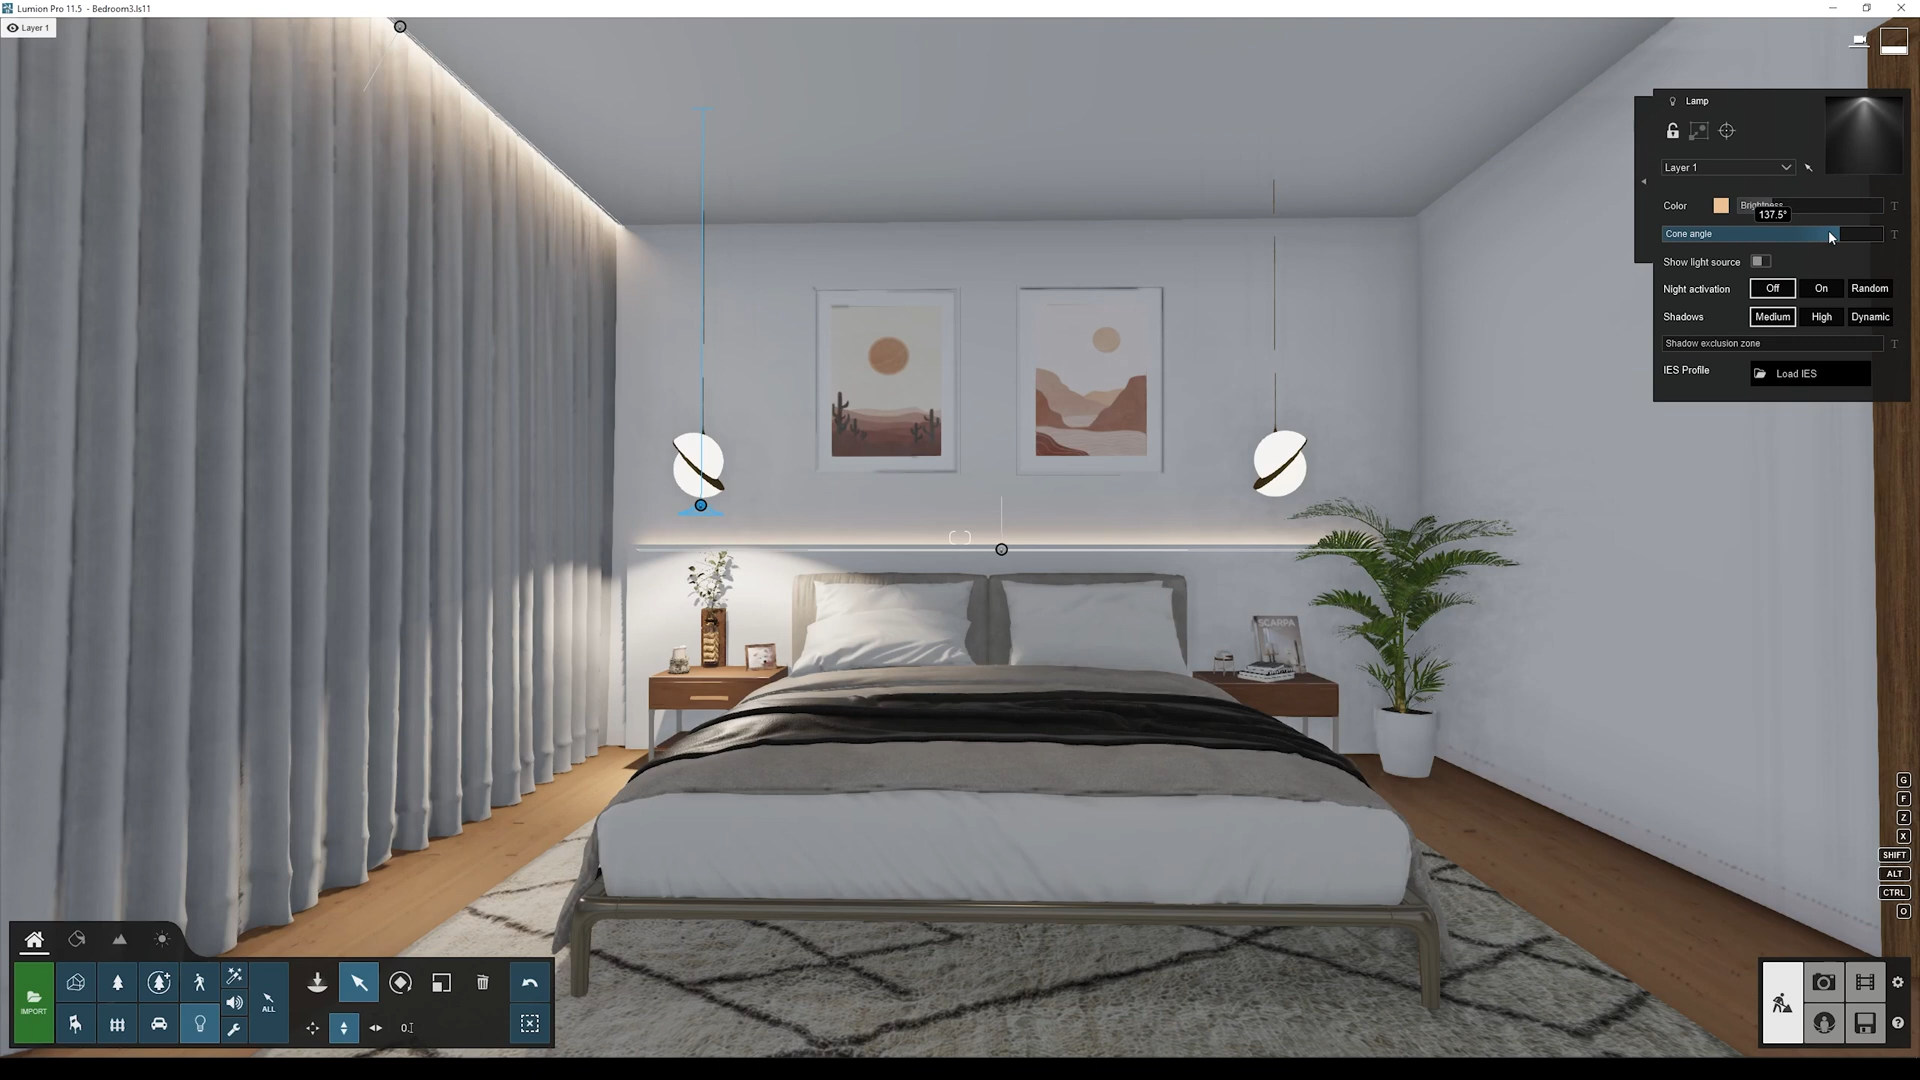 Lumion Pro 11.5 - Bedroom3.ls11
Layer 1
Lamp
Layer 1
Color
Brightness
T
137.5°
Cone angle
T
Show light source
Night activation
Off
On
Random
Shadows
Medium
High
Dynamic
Shadow exclusion zone
T
IES Profile
Load IES
SCARPA
G
F
Z
X
SHIFT
ALT
CTRL
O
IMPORT
ALL
?